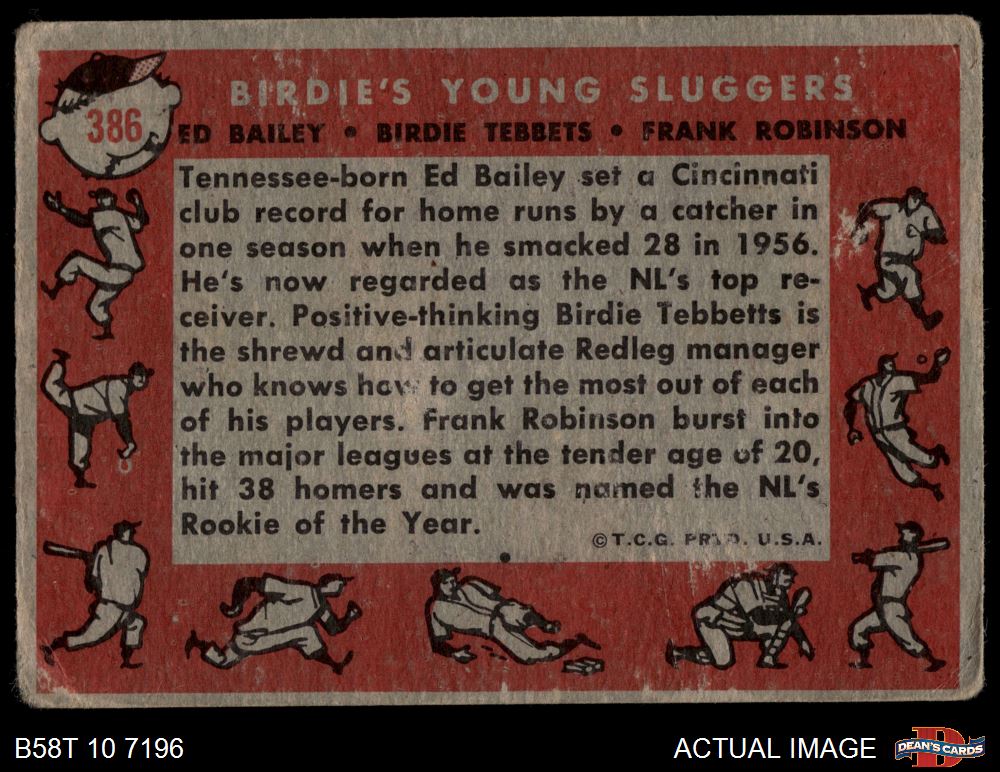 386
BIRDIE'S YOUNG SLUGGERS
ED BAILEY • BIRDIE TEBBETS • FRANK ROBINSON
Tennessee-born Ed Bailey set a Cincinnati
club record for home runs by a catcher in
one season when he smacked 28 in 1956.
He's now regarded as the NL's top re-
ceiver. Positive-thinking Birdie Tebbetts is
the shrewd and articulate Redleg manager
who knows how to get the most out of each
of his players. Frank Robinson burst into
the major leagues at the tender age of 20,
hit 38 homers and was named the NL's
Rookie of the Year.
©T.C.G. PRTD. U.S.A.
B58T 10 7196 ACTUAL IMAGE DEAN'S CARDS